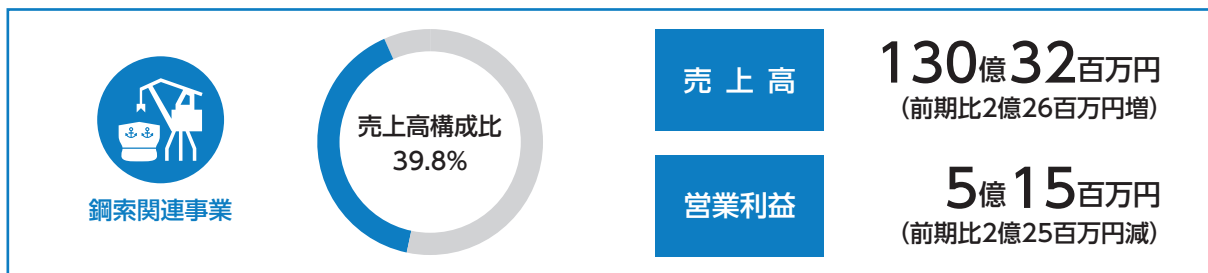 鋼索関連事業
売上高構成比
39.8%
売上高
130億32百万円
(前期比2億26百万円増)
営業利益
5億15百万円
(前期比2億25百万円減)